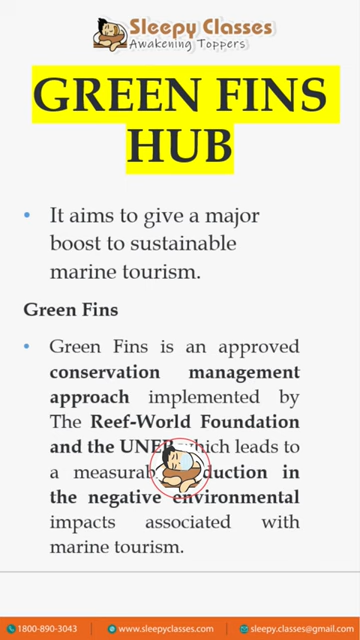 Sleepy Classes
Awakening Toppers
GREEN FINS
HUB
• It aims to give a major
boost to sustainable
marine tourism.
Green Fins
• Green Fins is an approved
conservation management
approach implemented by
The Reef-World Foundation
and the UNEP which leads to
a measurable reduction in
the negative environmental
impacts associated with
marine tourism.
1800-890-3043
www.sleepyclasses.com
sleepy.classes@gmail.com